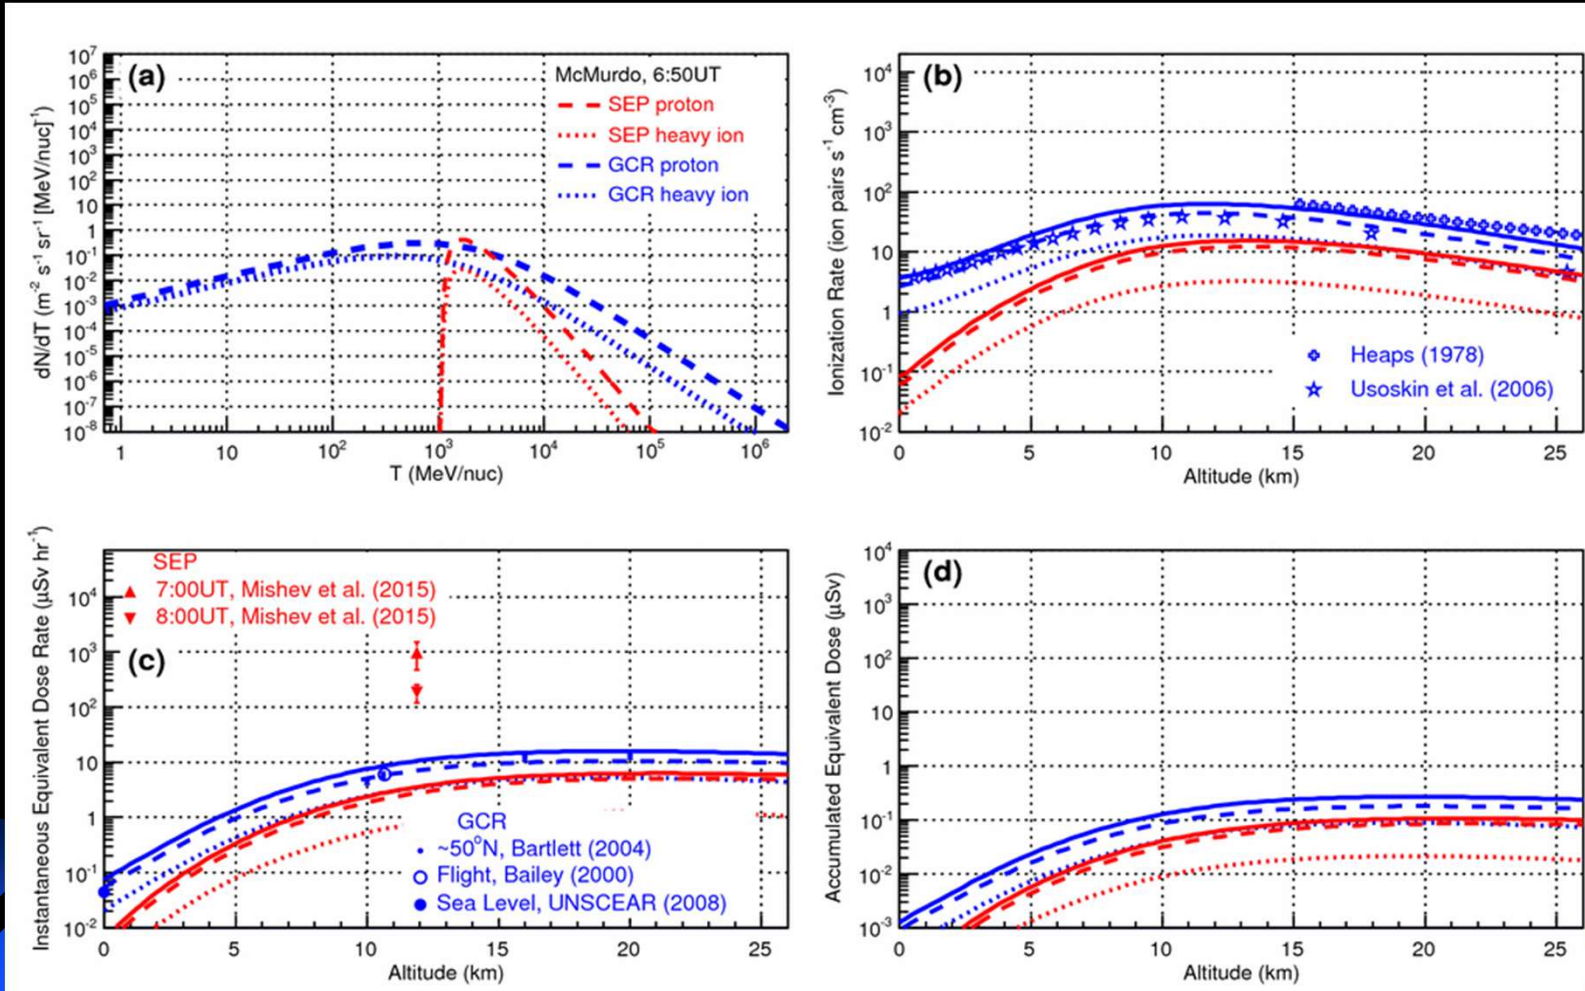 (a)
McMurdo, 6:50UT
SEP proton
SEP heavy ion
GCR proton
GCR heavy ion
dN/dT (m⁻² s⁻¹ sr⁻¹ [MeV/nuc]⁻¹)
10⁷
10⁶
10⁵
10⁴
10³
10²
10
1
10⁻¹
10⁻²
10⁻³
10⁻⁴
10⁻⁵
10⁻⁶
10⁻⁷
10⁻⁸
1 10 10² 10³ 10⁴ 10⁵ 10⁶
T (MeV/nuc)
(b)
Ionization Rate (ion pairs s⁻¹ cm⁻³)
10⁴
10³
10²
10
1
10⁻¹
10⁻²
Heaps (1978)
Usoskin et al. (2006)
0 5 10 15 20 25
Altitude (km)
SEP
7:00UT, Mishev et al. (2015)
8:00UT, Mishev et al. (2015)
(c)
Instantaneous Equivalent Dose Rate (µSv hr⁻¹)
10⁴
10³
10²
10
1
10⁻¹
10⁻²
GCR
~50°N, Bartlett (2004)
Flight, Bailey (2000)
Sea Level, UNSCEAR (2008)
0 5 10 15 20 25
Altitude (km)
(d)
Accumulated Equivalent Dose (µSv)
10⁴
10³
10²
10
1
10⁻¹
10⁻²
10⁻³
0 5 10 15 20 25
Altitude (km)